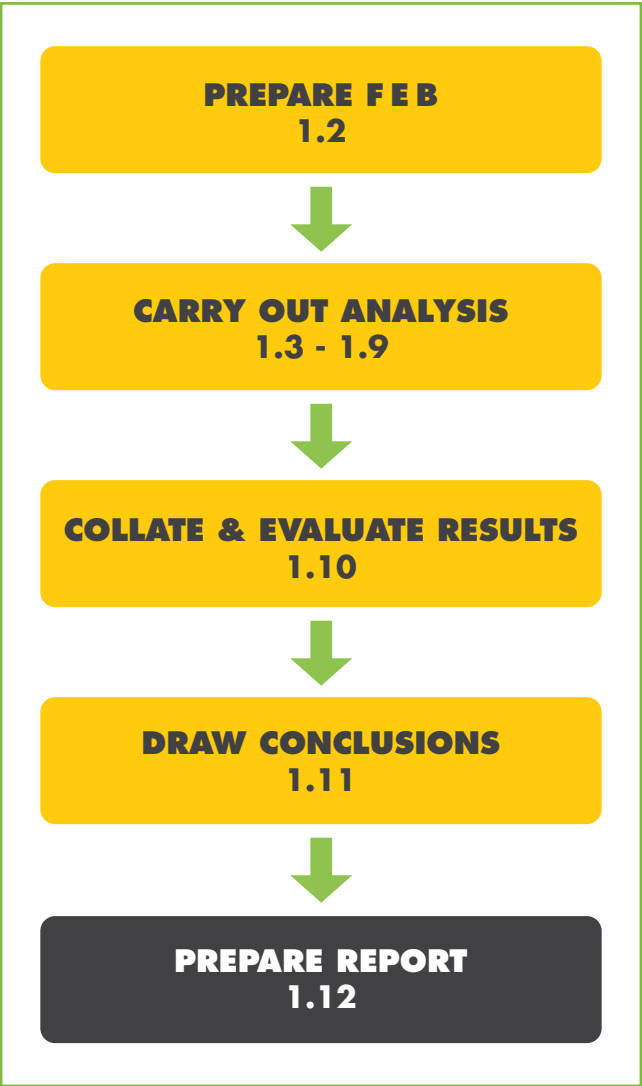 PREPARE F E B
1.2
CARRY OUT ANALYSIS
1.3 - 1.9
COLLATE & EVALUATE RESULTS
1.10
DRAW CONCLUSIONS
1.11
PREPARE REPORT
1.12